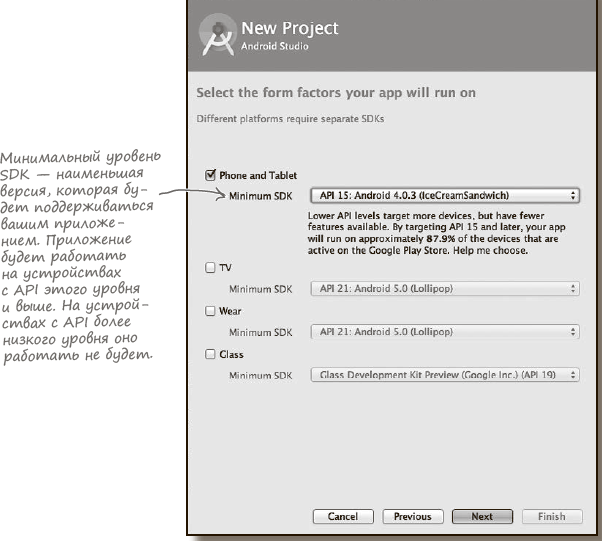 New Project
Android Studio
Select the form factors your app will run on
Different platforms require separate SDKs
Минимальный уровень
SDK — наименьшая
версия, которая бу-
дет поддерживаться
вашим приложе-
нием. Приложение
будет работать
на устройствах
с API этого уровня
и выше. На устрой-
ствах с API более
низкого уровня оно
работать не будет.
Phone and Tablet
Minimum SDK
API 15: Android 4.0.3 (IceCreamSandwich)
Lower API levels target more devices, but have fewer
features available. By targeting API 15 and later, your app
will run on approximately 87.9% of the devices that are
active on the Google Play Store. Help me choose.
TV
Minimum SDK
API 21: Android 5.0 (Lollipop)
Wear
Minimum SDK
API 21: Android 5.0 (Lollipop)
Glass
Minimum SDK
Glass Development Kit Preview (Google Inc.) (API 19)
Cancel
Previous
Next
Finish